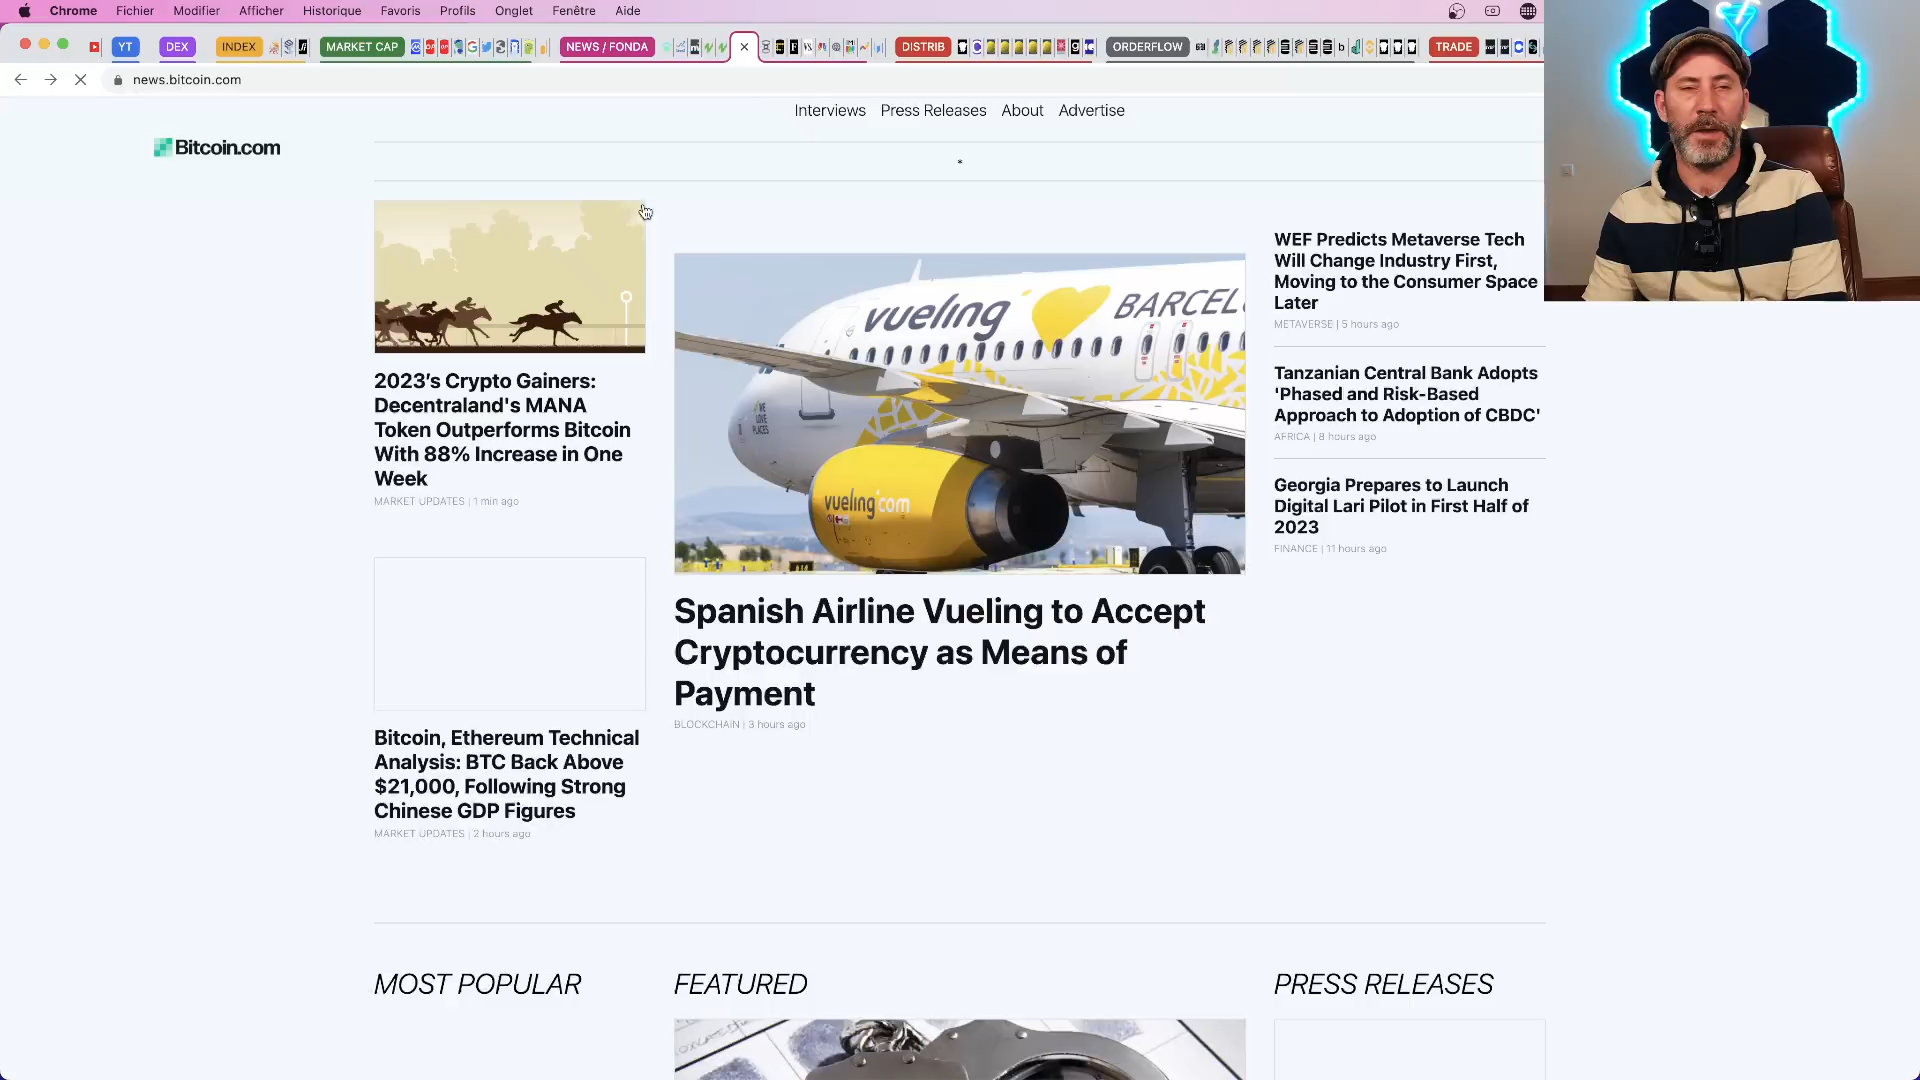 Chrome Fichier Modifier Afficher Historique Favoris Profils Onglet Fenêtre Aide
YT DEX INDEX MARKET CAP NEWS / FONDA DISTRIB ORDERFLOW TRADE
news.bitcoin.com
Interviews Press Releases About Advertise
Bitcoin.com
*
2023's Crypto Gainers:
Decentraland's MANA
Token Outperforms Bitcoin
With 88% Increase in One
Week
MARKET UPDATES | 1 min ago
Bitcoin, Ethereum Technical
Analysis: BTC Back Above
$21,000, Following Strong
Chinese GDP Figures
MARKET UPDATES | 2 hours ago
vueling BARCEL
WE
LOVE
PLACES
vueling.com
Spanish Airline Vueling to Accept
Cryptocurrency as Means of
Payment
BLOCKCHAIN | 3 hours ago
WEF Predicts Metaverse Tech
Will Change Industry First,
Moving to the Consumer Space
Later
METAVERSE | 5 hours ago
Tanzanian Central Bank Adopts
'Phased and Risk-Based
Approach to Adoption of CBDC'
AFRICA | 8 hours ago
Georgia Prepares to Launch
Digital Lari Pilot in First Half of
2023
FINANCE | 11 hours ago
MOST POPULAR
FEATURED
PRESS RELEASES